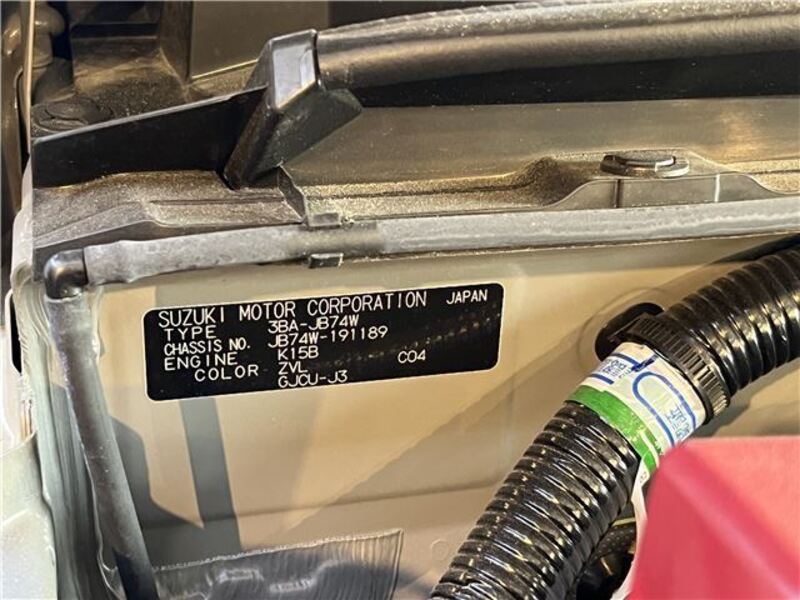 SUZUKI MOTOR CORPORATION JAPAN
TYPE 3BA-JB74W
CHASSIS NO. JB74W-191189
ENGINE K15B C04
COLOR ZVL
GJCU-J3